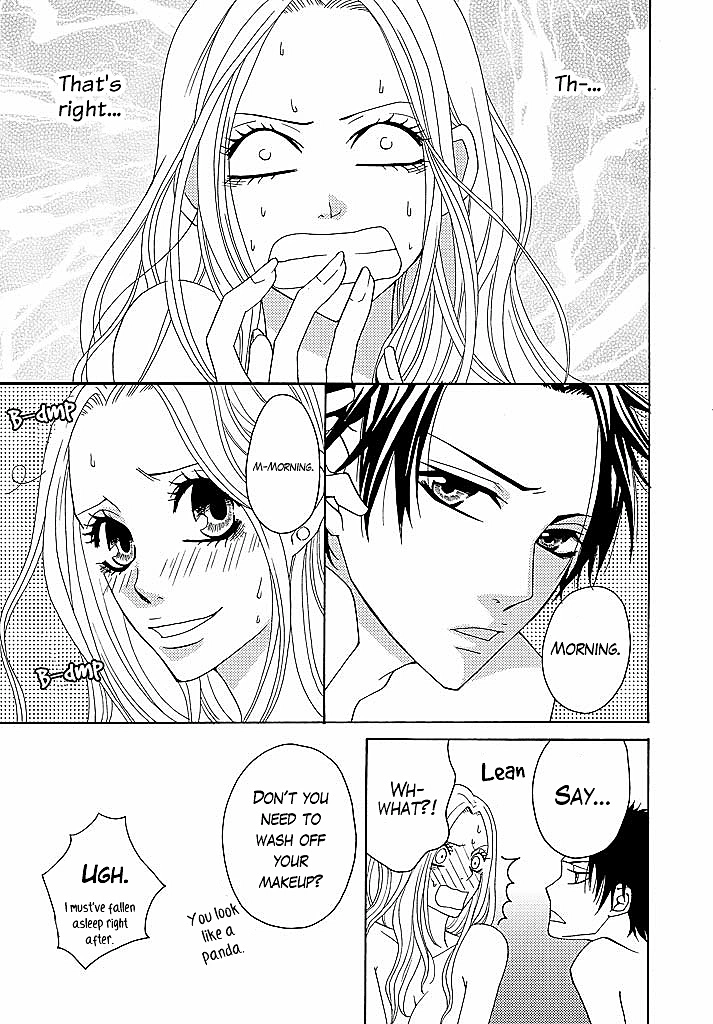 Th-...
That's
right...
Morning.
M-Morning.
B-dmp
B-dmp
Say...
Lean
Wh-
What?!
Don't you
need to
wash off
your
makeup?
You look
like a
panda.
Ugh.
I must've fallen
asleep right
after.